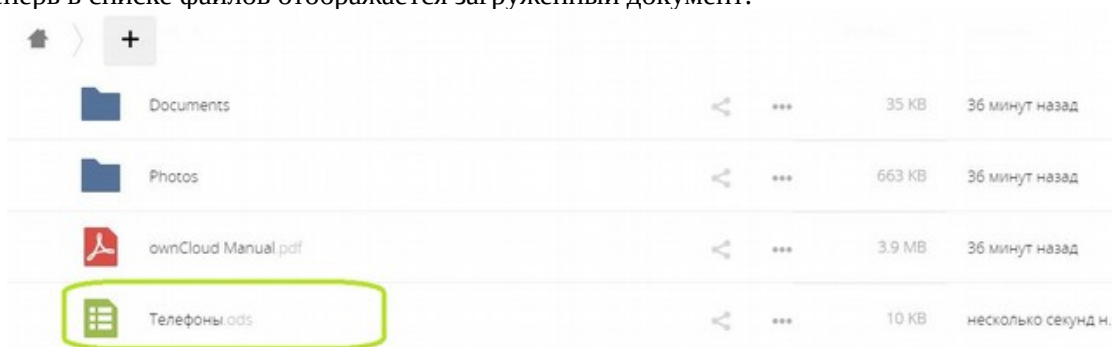 в списке файлов отображается загруженный документ.
+
Documents ••• 35 KB 36 минут назад
Photos ••• 663 KB 36 минут назад
ownCloud Manual.pdf ••• 3.9 MB 36 минут назад
Телефоны.ods ••• 10 KB несколько секунд н.